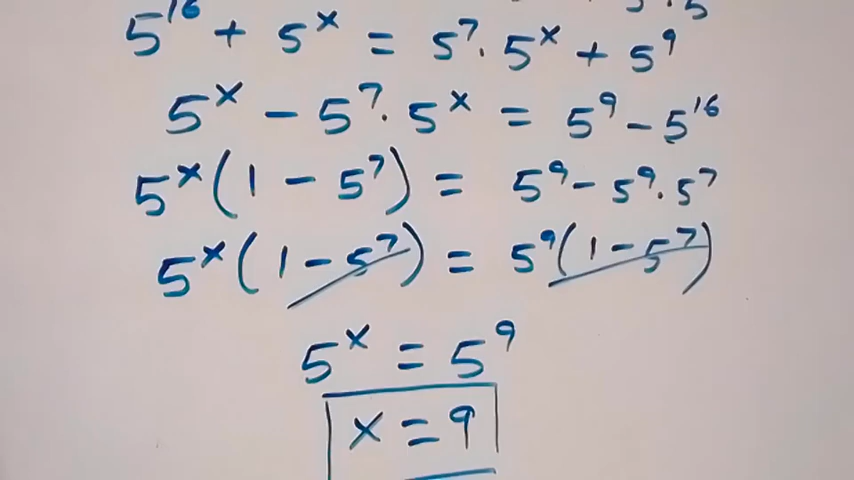 5 · 5
5^16 + 5^x = 5^7 · 5^x + 5^9
5^x − 5^7 · 5^x = 5^9 − 5^16
5^x (1 − 5^7) = 5^9 − 5^9 · 5^7
5^x (1 − 5^7) = 5^9 (1 − 5^7)
5^x = 5^9
x = 9